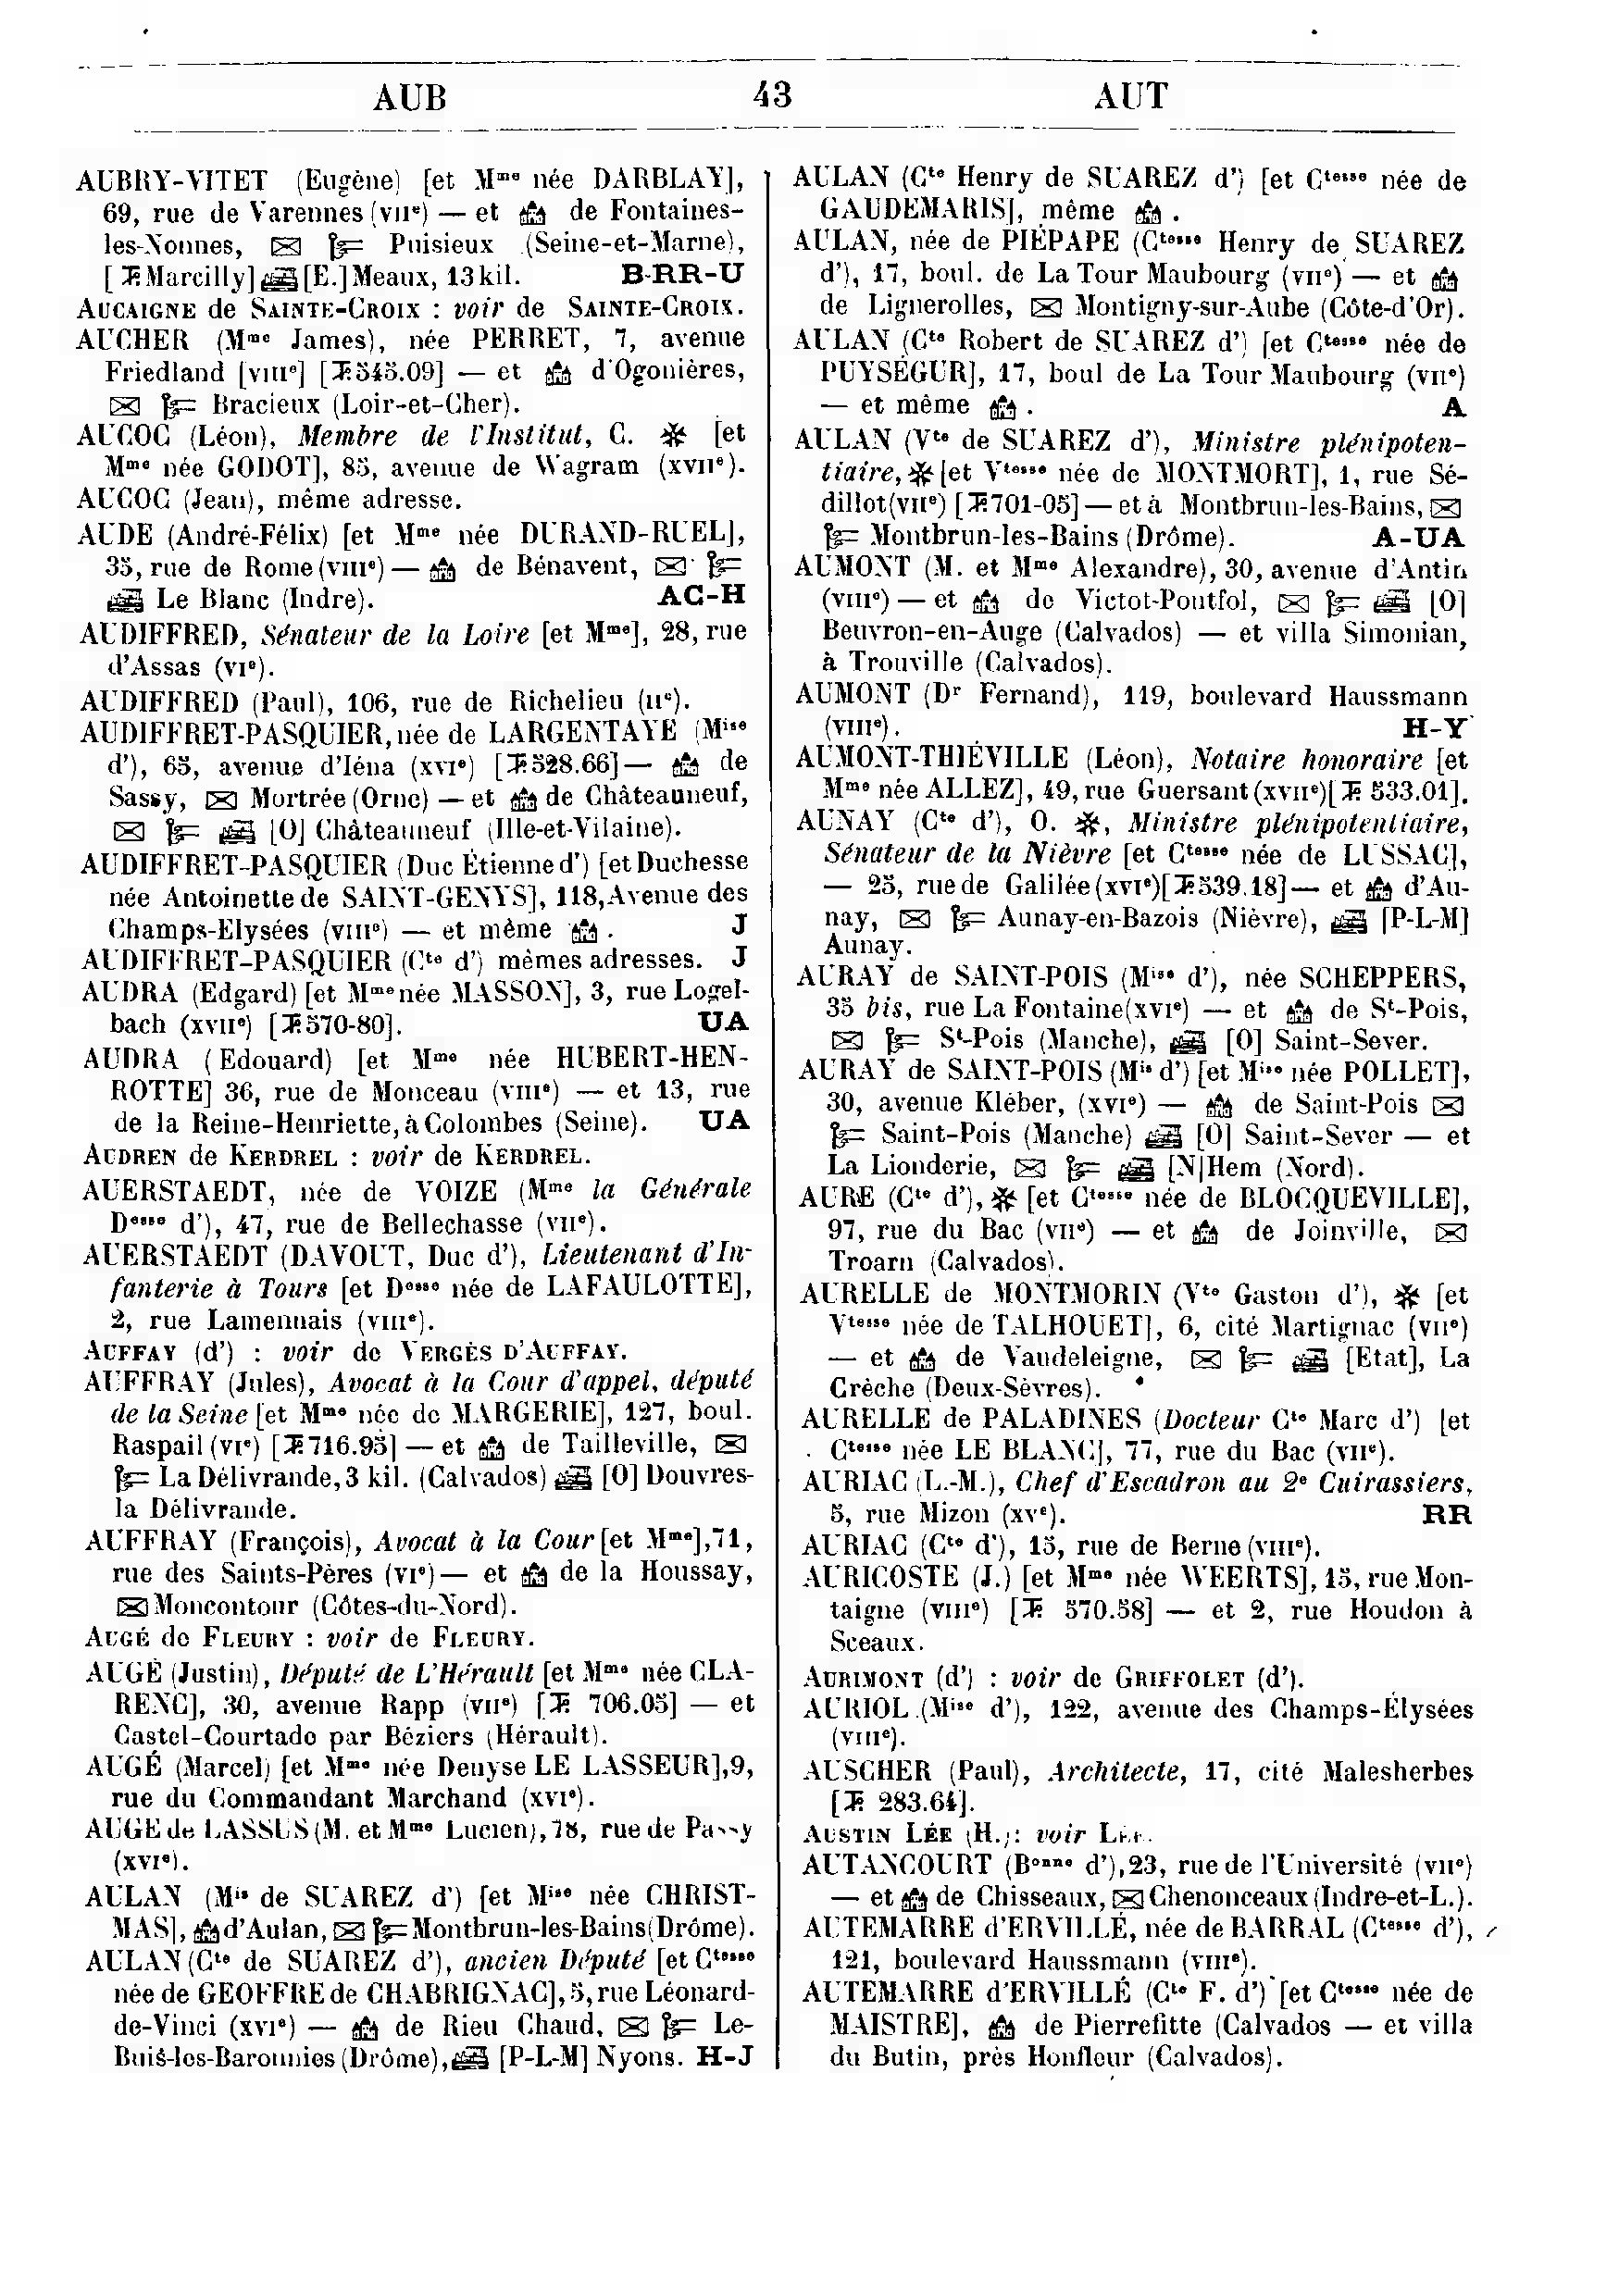 AUB 43 AUT
AUBRY-VITET (Eugène) [et Mme née DARBLAY],
69, rue de Varennes (VIIe) — et de Fontaines-
les-Nonnes, Puisieux (Seine-et-Marne),
[Marcilly] [E.] Meaux, 13 kil. B-RR-U
AUCAIGNE de SAINTE-CROIX : voir de SAINTE-CROIX.
AUCHER (Mme James), née PERRET, 7, avenue
Friedland [VIIIe] [545.09] — et d'Ogonières,
Bracieux (Loir-et-Cher).
AUCOC (Léon), Membre de l'Institut, C. ✻ [et
Mme née GODOT], 85, avenue de Wagram (XVIIe).
AUCOC (Jean), même adresse.
AUDE (André-Félix) [et Mme née DURAND-RUEL],
35, rue de Rome (VIIIe) — de Bénavent,
Le Blanc (Indre). AC-H
AUDIFFRED, Sénateur de la Loire [et Mme], 28, rue
d'Assas (VIe).
AUDIFFRED (Paul), 106, rue de Richelieu (IIe).
AUDIFFRET-PASQUIER, née de LARGENTAYE (Mise
d'), 65, avenue d'Iéna (XVIe) [528.66] — de
Sassy, Mortrée (Orne) — et de Châteauneuf,
[O] Châteauneuf (Ille-et-Vilaine).
AUDIFFRET-PASQUIER (Duc Étienne d') [et Duchesse
née Antoinette de SAINT-GENYS], 118, Avenue des
Champs-Elysées (VIIIe) — et même . J
AUDIFFRET-PASQUIER (Cte d') mêmes adresses. J
AUDRA (Edgard) [et Mme née MASSON], 3, rue Logel-
bach (XVIIe) [570-80]. UA
AUDRA (Edouard) [et Mme née HUBERT-HEN-
ROTTE] 36, rue de Monceau (VIIIe) — et 13, rue
de la Reine-Henriette, à Colombes (Seine). UA
AUDREN de KERDREL : voir de KERDREL.
AUERSTAEDT, née de VOIZE (Mme la Générale
Desse d'), 47, rue de Bellechasse (VIIe).
AUERSTAEDT (DAVOUT, Duc d'), Lieutenant d'In-
fanterie à Tours [et Desse née de LAFAULOTTE],
2, rue Lamennais (VIIIe).
AUFFAY (d') : voir de VERGÈS D'AUFFAY.
AUFFRAY (Jules), Avocat à la Cour d'appel, député
de la Seine [et Mme née de MARGERIE], 127, boul.
Raspail (VIe) [716.95] — et de Tailleville,
La Délivrande, 3 kil. (Calvados) [O] Douvres-
la Délivrande.
AUFFRAY (François), Avocat à la Cour [et Mme], 71,
rue des Saints-Pères (VIe) — et de la Houssay,
Moncontour (Côtes-du-Nord).
AUGÉ de FLEURY : voir de FLEURY.
AUGÉ (Justin), Député de L'Hérault [et Mme née CLA-
RENC], 30, avenue Rapp (VIIe) [706.05] — et
Castel-Courtado par Béziers (Hérault).
AUGÉ (Marcel) [et Mme née Denyse LE LASSEUR], 9,
rue du Commandant Marchand (XVIe).
AUGE de LASSUS (M. et Mme Lucien), 78, rue de Passy
(XVIe).
AULAN (Mis de SUAREZ d') [et Mise née CHRIST-
MAS], d'Aulan, Montbrun-les-Bains (Drôme).
AULAN (Cte de SUAREZ d'), ancien Député [et Ctesse
née de GEOFFRE de CHABRIGNAC], 5, rue Léonard-
de-Vinci (XVIe) — de Rieu Chaud, Le-
Buis-les-Baronnies (Drôme), [P-L-M] Nyons. H-J
AULAN (Cte Henry de SUAREZ d') [et Ctesse née de
GAUDEMARIS], même .
AULAN, née de PIÉPAPE (Ctesse Henry de SUAREZ
d'), 17, boul. de La Tour Maubourg (VIIe) — et
de Lignerolles, Montigny-sur-Aube (Côte-d'Or).
AULAN (Cte Robert de SUAREZ d') [et Ctesse née de
PUYSÉGUR], 17, boul de La Tour Maubourg (VIIe)
— et même . A
AULAN (Vte de SUAREZ d'), Ministre plénipoten-
tiaire, ✻ [et Vtesse née de MONTMORT], 1, rue Sé-
dillot (VIIe) [701-05] — et à Montbrun-les-Bains,
Montbrun-les-Bains (Drôme). A-UA
AUMONT (M. et Mme Alexandre), 30, avenue d'Antin
(VIIIe) — et de Victot-Pontfol, [O]
Beuvron-en-Auge (Calvados) — et villa Simonian,
à Trouville (Calvados).
AUMONT (Dr Fernand), 119, boulevard Haussmann
(VIIIe). H-Y
AUMONT-THIÉVILLE (Léon), Notaire honoraire [et
Mme née ALLEZ], 49, rue Guersant (XVIIe) [533.01].
AUNAY (Cte d'), O. ✻, Ministre plénipotentiaire,
Sénateur de la Nièvre [et Ctesse née de LUSSAC],
— 25, rue de Galilée (XVIe) [539.18] — et d'Au-
nay, Aunay-en-Bazois (Nièvre), [P-L-M]
Aunay.
AURAY de SAINT-POIS (Mise d'), née SCHEPPERS,
35 bis, rue La Fontaine (XVIe) — et de St-Pois,
St-Pois (Manche), [O] Saint-Sever.
AURAY de SAINT-POIS (Mis d') [et Mise née POLLET],
30, avenue Kléber, (XVIe) — de Saint-Pois
Saint-Pois (Manche) [O] Saint-Sever — et
La Lionderie, [N] Hem (Nord).
AURE (Cte d'), ✻ [et Ctesse née de BLOCQUEVILLE],
97, rue du Bac (VIIe) — et de Joinville,
Troarn (Calvados).
AURELLE de MONTMORIN (Vte Gaston d'), ✻ [et
Vtesse née de TALHOUET], 6, cité Martignac (VIIe)
— et de Vaudeleigne, [Etat], La
Crèche (Deux-Sèvres).
AURELLE de PALADINES (Docteur Cte Marc d') [et
Ctesse née LE BLANC], 77, rue du Bac (VIIe).
AURIAC (L.-M.), Chef d'Escadron au 2e Cuirassiers,
5, rue Mizon (XVe). RR
AURIAC (Cte d'), 15, rue de Berne (VIIIe).
AURICOSTE (J.) [et Mme née WEERTS], 15, rue Mon-
taigne (VIIIe) [570.58] — et 2, rue Houdon à
Sceaux.
AURIMONT (d') : voir de GRIFFOLET (d').
AURIOL (Mise d'), 122, avenue des Champs-Élysées
(VIIIe).
AUSCHER (Paul), Architecte, 17, cité Malesherbes
[283.64].
AUSTIN LÉE (H.) : voir LÉE.
AUTANCOURT (Bonne d'), 23, rue de l'Université (VIIe)
— et de Chisseaux, Chenonceaux (Indre-et-L.).
AUTEMARRE d'ERVILLÉ, née de BARRAL (Ctesse d'),
121, boulevard Haussmann (VIIIe).
AUTEMARRE d'ERVILLÉ (Cte F. d') [et Ctesse née de
MAISTRE], de Pierrefitte (Calvados — et villa
du Butin, près Honfleur (Calvados).